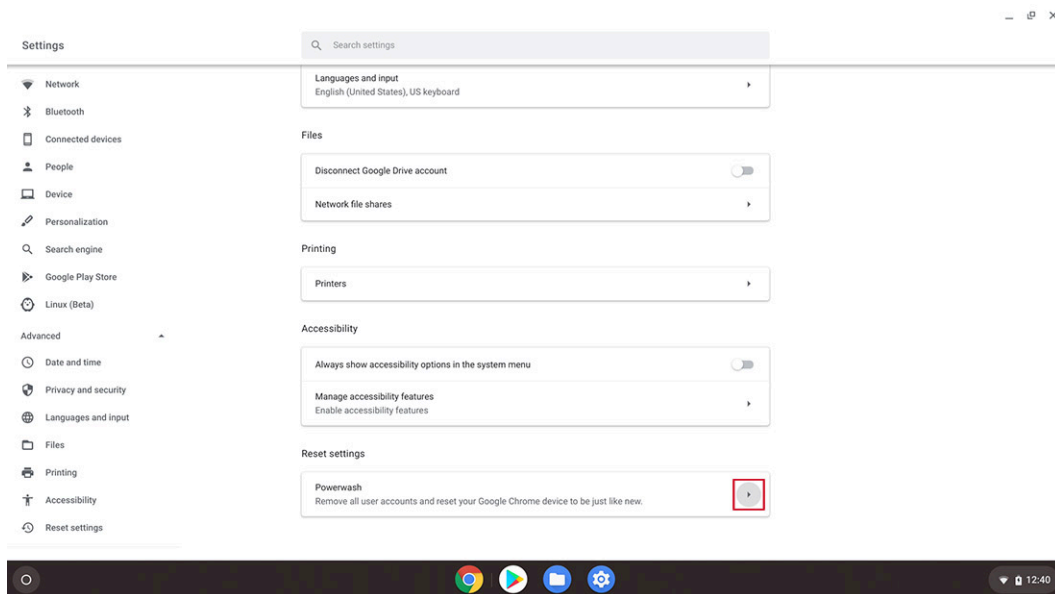 Settings
Search settings
Network
Bluetooth
Connected devices
People
Device
Personalization
Search engine
Google Play Store
Linux (Beta)
Advanced
Date and time
Privacy and security
Languages and input
Files
Printing
Accessibility
Reset settings
Languages and input
English (United States), US keyboard
Files
Disconnect Google Drive account
Network file shares
Printing
Printers
Accessibility
Always show accessibility options in the system menu
Manage accessibility features
Enable accessibility features
Reset settings
Powerwash
Remove all user accounts and reset your Google Chrome device to be just like new.
12:40